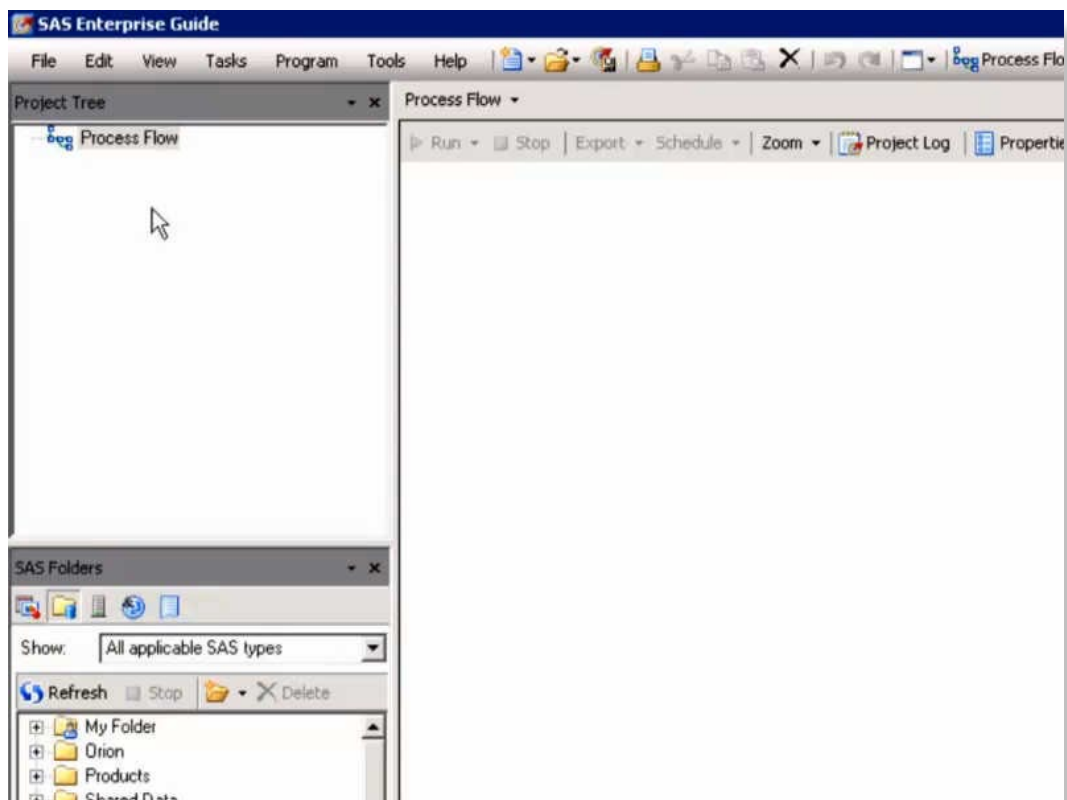 SAS Enterprise Guide
File Edit View Tasks Program Tools Help Process Flo
Project Tree
Process Flow
Process Flow
Run Stop Export Schedule Zoom Project Log Propertie
SAS Folders
Show: All applicable SAS types
Refresh Stop Delete
My Folder
Orion
Products
Shared Data